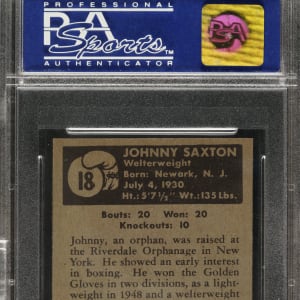 PROFESSIONAL
PSA
Sports
TM
AUTHENTICATOR
PSA
18
JOHNNY SAXTON
Welterweight
Born: Newark, N. J.
July 4, 1930
Ht: 5'7½" Wt: 135 Lbs.
Bouts: 20 Won: 20
Knockouts: 10
Johnny, an orphan, was raised at
the Riverdale Orphanage in New
York. He showed an early interest
in boxing. He won the Golden
Gloves in two divisions, as a light-
weight in 1948 and a welterweight